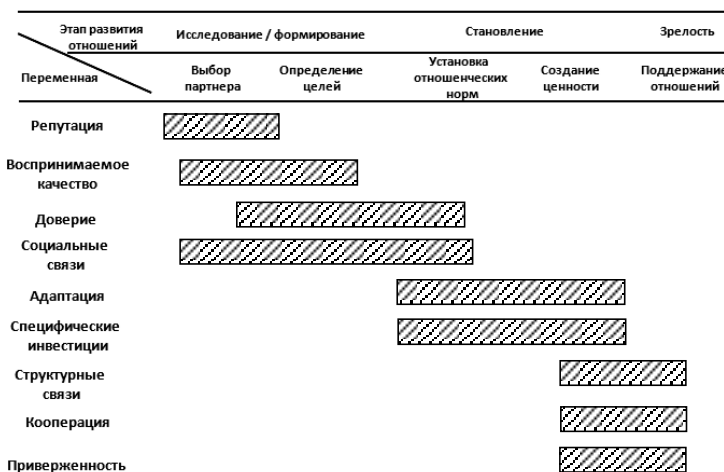 Этап развития
отношений
Исследование / формирование
Становление
Зрелость
Переменная
Выбор
партнера
Определение
целей
Установка
отношенческих
норм
Создание
ценности
Поддержание
отношений
Репутация
Воспринимаемое
качество
Доверие
Социальные
связи
Адаптация
Специфические
инвестиции
Структурные
связи
Кооперация
Приверженность